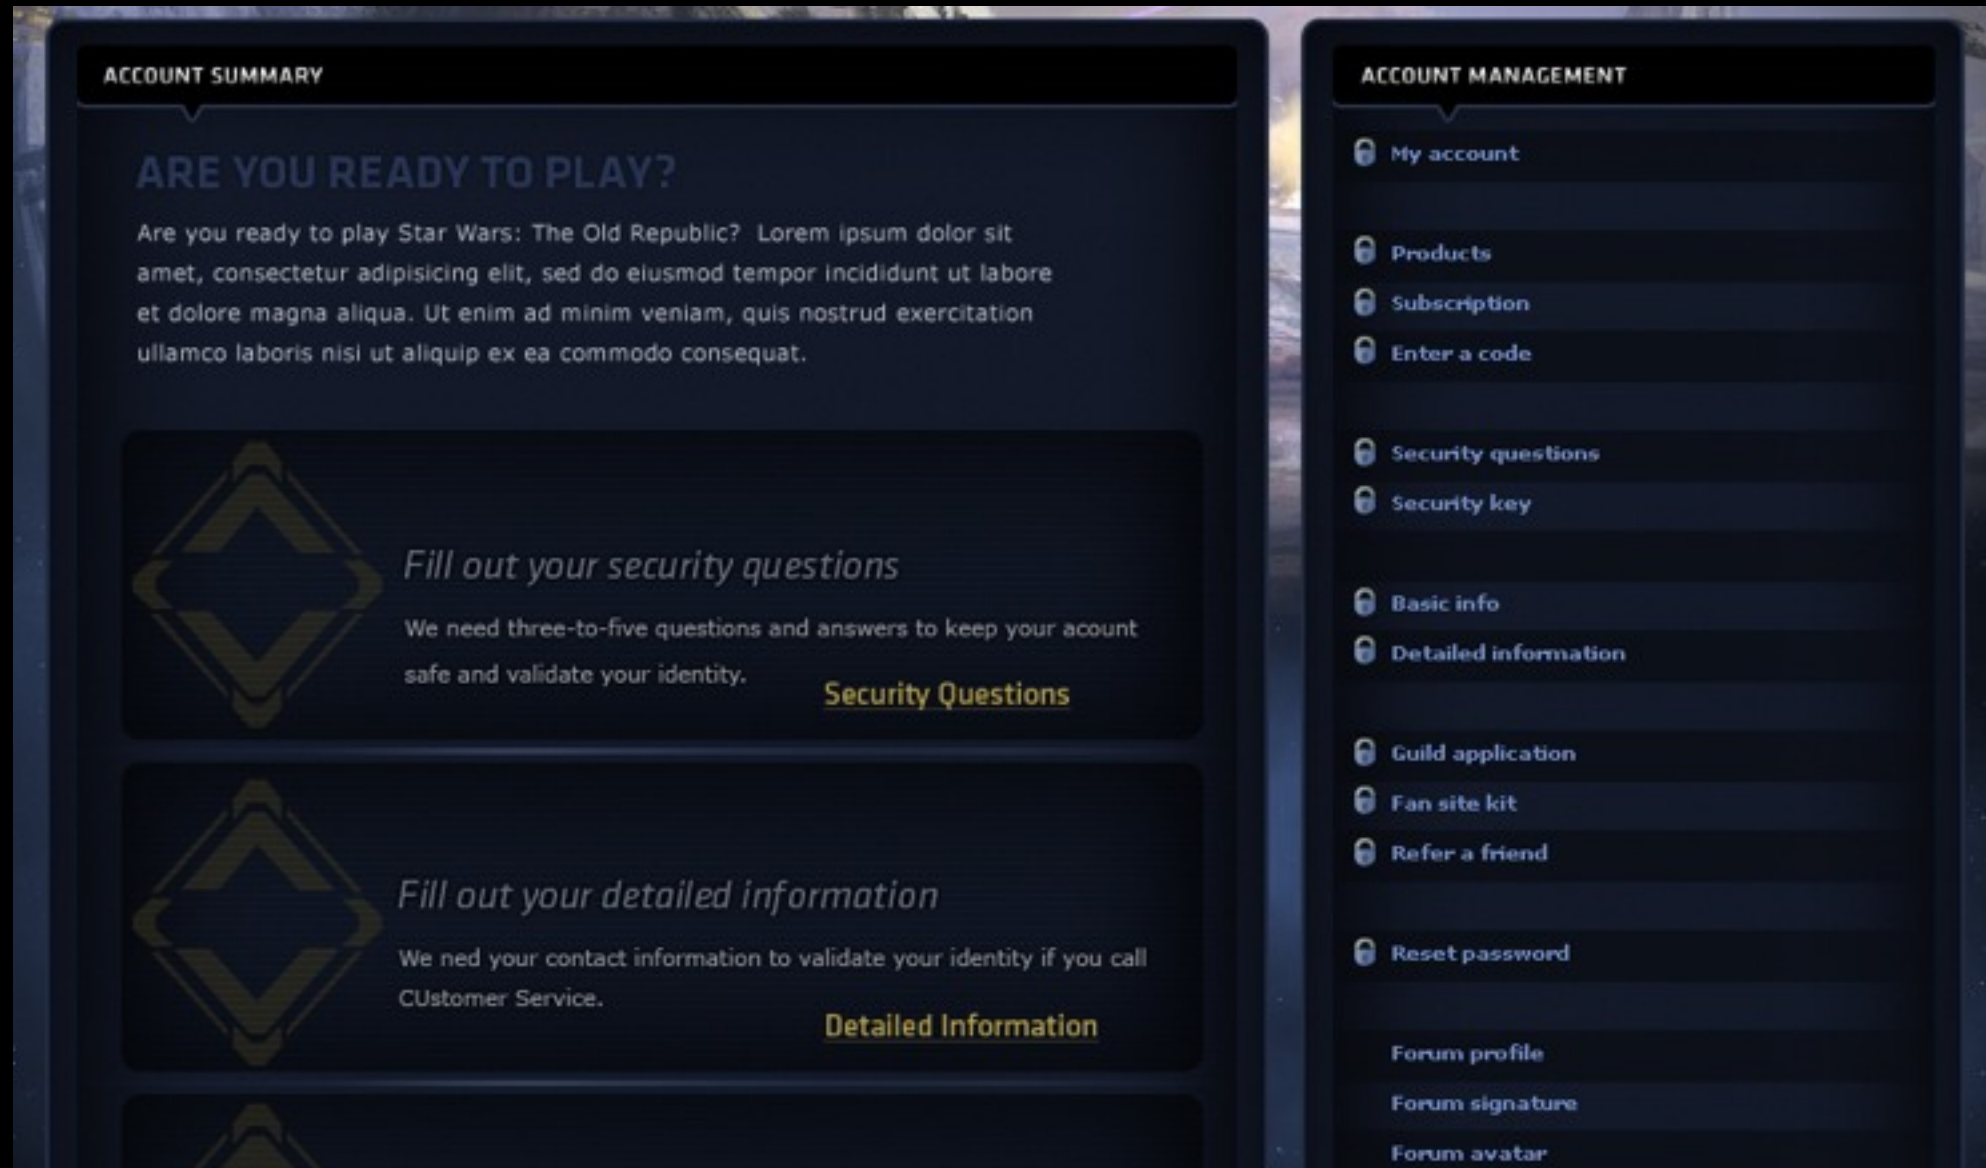 ACCOUNT SUMMARY
ARE YOU READY TO PLAY?
Are you ready to play Star Wars: The Old Republic?  Lorem ipsum dolor sit
amet, consectetur adipisicing elit, sed do eiusmod tempor incididunt ut labore
et dolore magna aliqua. Ut enim ad minim veniam, quis nostrud exercitation
ullamco laboris nisi ut aliquip ex ea commodo consequat.
Fill out your security questions
We need three-to-five questions and answers to keep your acount
safe and validate your identity.
Security Questions
Fill out your detailed information
We ned your contact information to validate your identity if you call
CUstomer Service.
Detailed Information
ACCOUNT MANAGEMENT
My account
Products
Subscription
Enter a code
Security questions
Security key
Basic info
Detailed information
Guild application
Fan site kit
Refer a friend
Reset password
Forum profile
Forum signature
Forum avatar